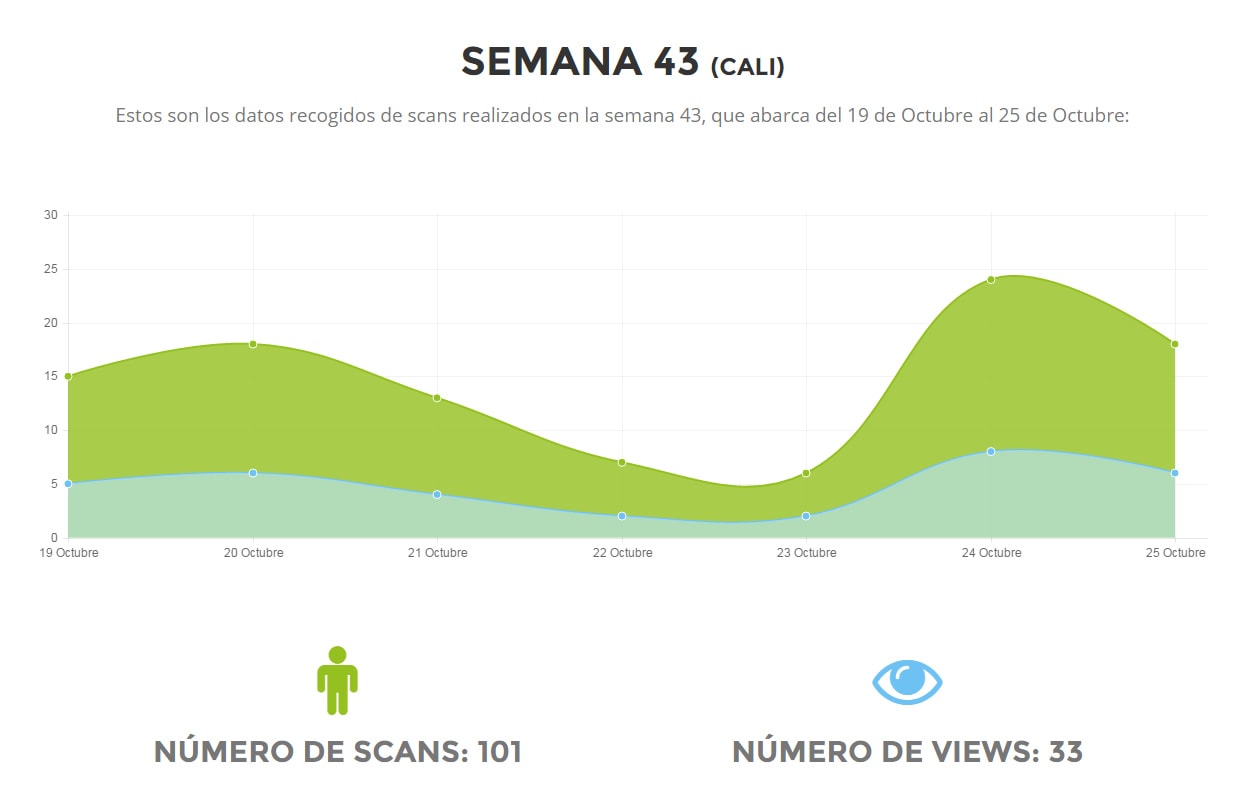 SEMANA 43 (CALI)
Estos son los datos recogidos de scans realizados en la semana 43, que abarca del 19 de Octubre al 25 de Octubre:
30
25
20
15
10
5
0
19 Octubre 20 Octubre 21 Octubre 22 Octubre 23 Octubre 24 Octubre 25 Octubre
NÚMERO DE SCANS: 101 NÚMERO DE VIEWS: 33